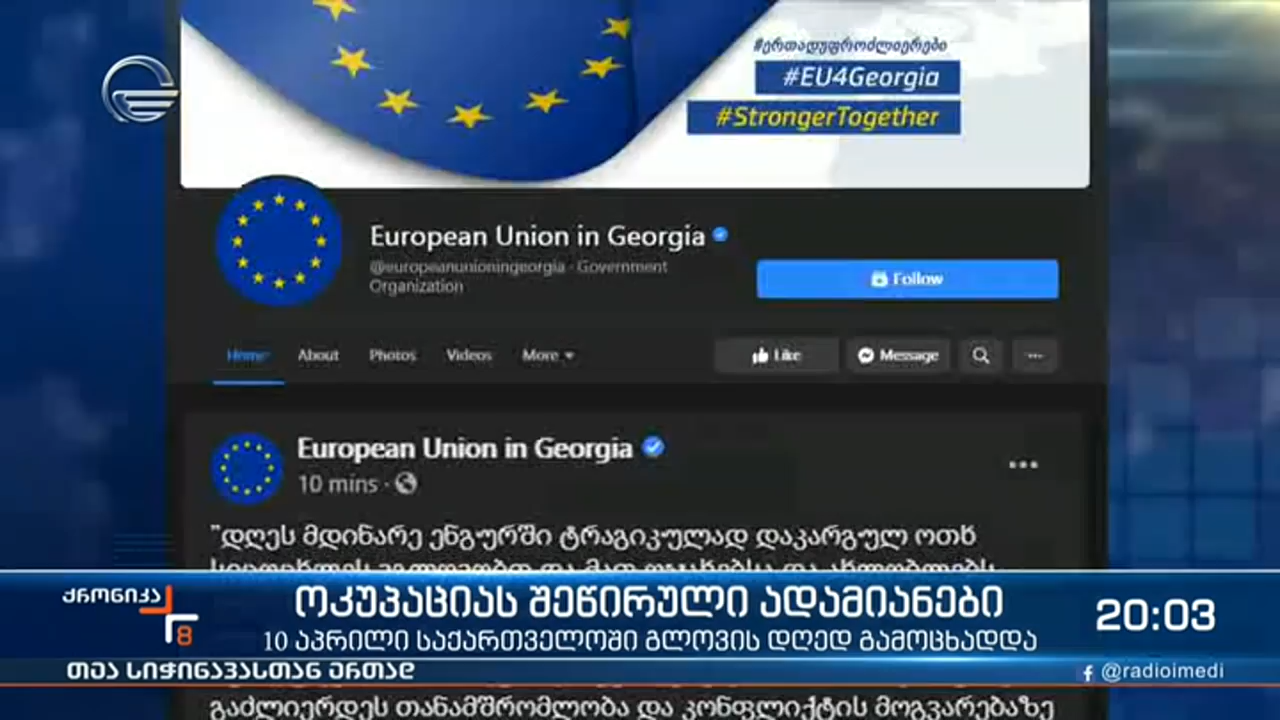 #ერთადუფროძლიერები
#EU4Georgia
#StrongerTogether
European Union in Georgia
@europeanunioningeorgia · Government
Organization
Follow
Home
About
Photos
Videos
More
Like
Message
European Union in Georgia
10 mins ·
"დღეს მდინარე ენგურში ტრაგიკულად დაკარგულ ოთხ
ქრონიკა
8
ოკუპაციას შეწირული ადამიანები
10 აპრილი საქართველოში გლოვის დღედ გამოცხადდა
20:03
თეა სიჭინავასთან ერთად
@radioimedi
გაძლიერდეს თანამშრომლობა და კონფლიქტის მოგვარებაზე